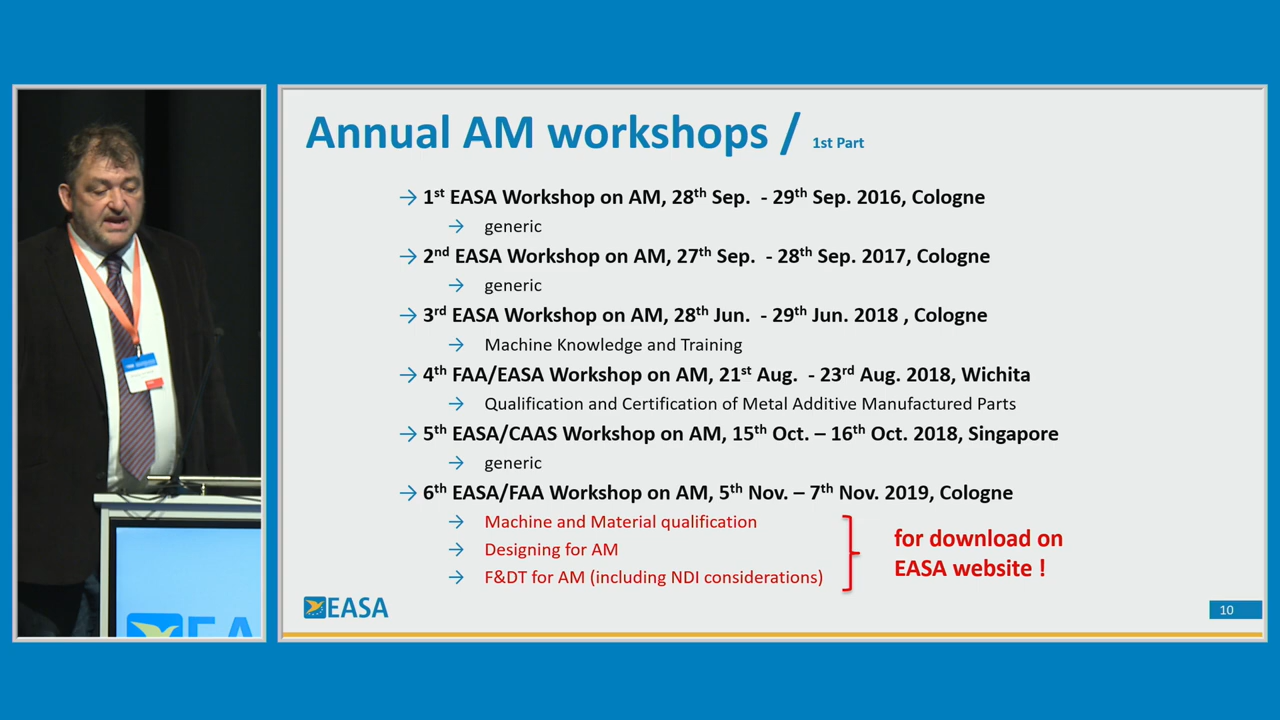 Annual AM workshops / 1st Part
→ 1st EASA Workshop on AM, 28th Sep. - 29th Sep. 2016, Cologne
→ generic
→ 2nd EASA Workshop on AM, 27th Sep. - 28th Sep. 2017, Cologne
→ generic
→ 3rd EASA Workshop on AM, 28th Jun. - 29th Jun. 2018 , Cologne
→ Machine Knowledge and Training
→ 4th FAA/EASA Workshop on AM, 21st Aug. - 23rd Aug. 2018, Wichita
→ Qualification and Certification of Metal Additive Manufactured Parts
→ 5th EASA/CAAS Workshop on AM, 15th Oct. – 16th Oct. 2018, Singapore
→ generic
→ 6th EASA/FAA Workshop on AM, 5th Nov. – 7th Nov. 2019, Cologne
→ Machine and Material qualification
→ Designing for AM
→ F&DT for AM (including NDI considerations)
for download on
EASA website !
EASA
10
EA